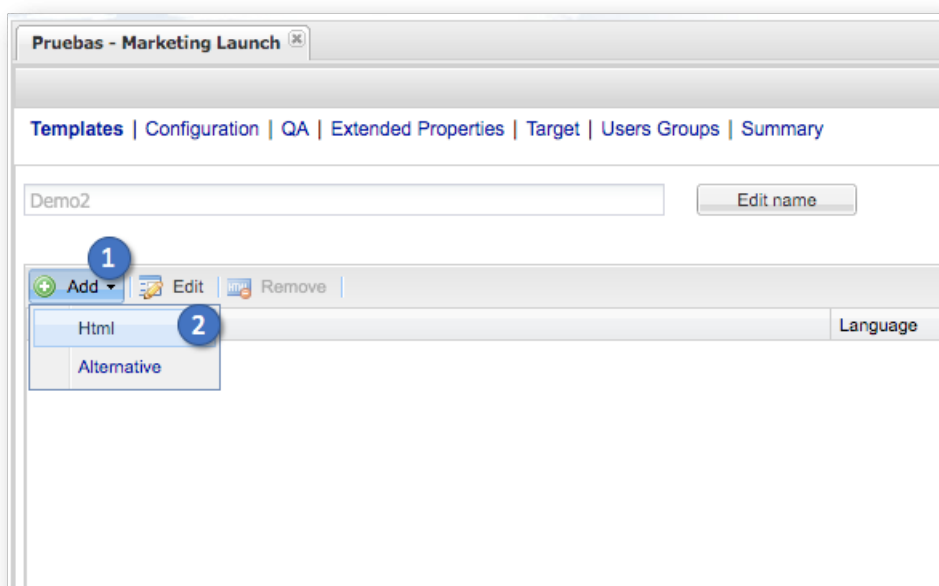 Pruebas - Marketing Launch
Templates | Configuration | QA | Extended Properties | Target | Users Groups | Summary
Demo2 Edit name
1
Add Edit Remove
Html 2 Language
Alternative